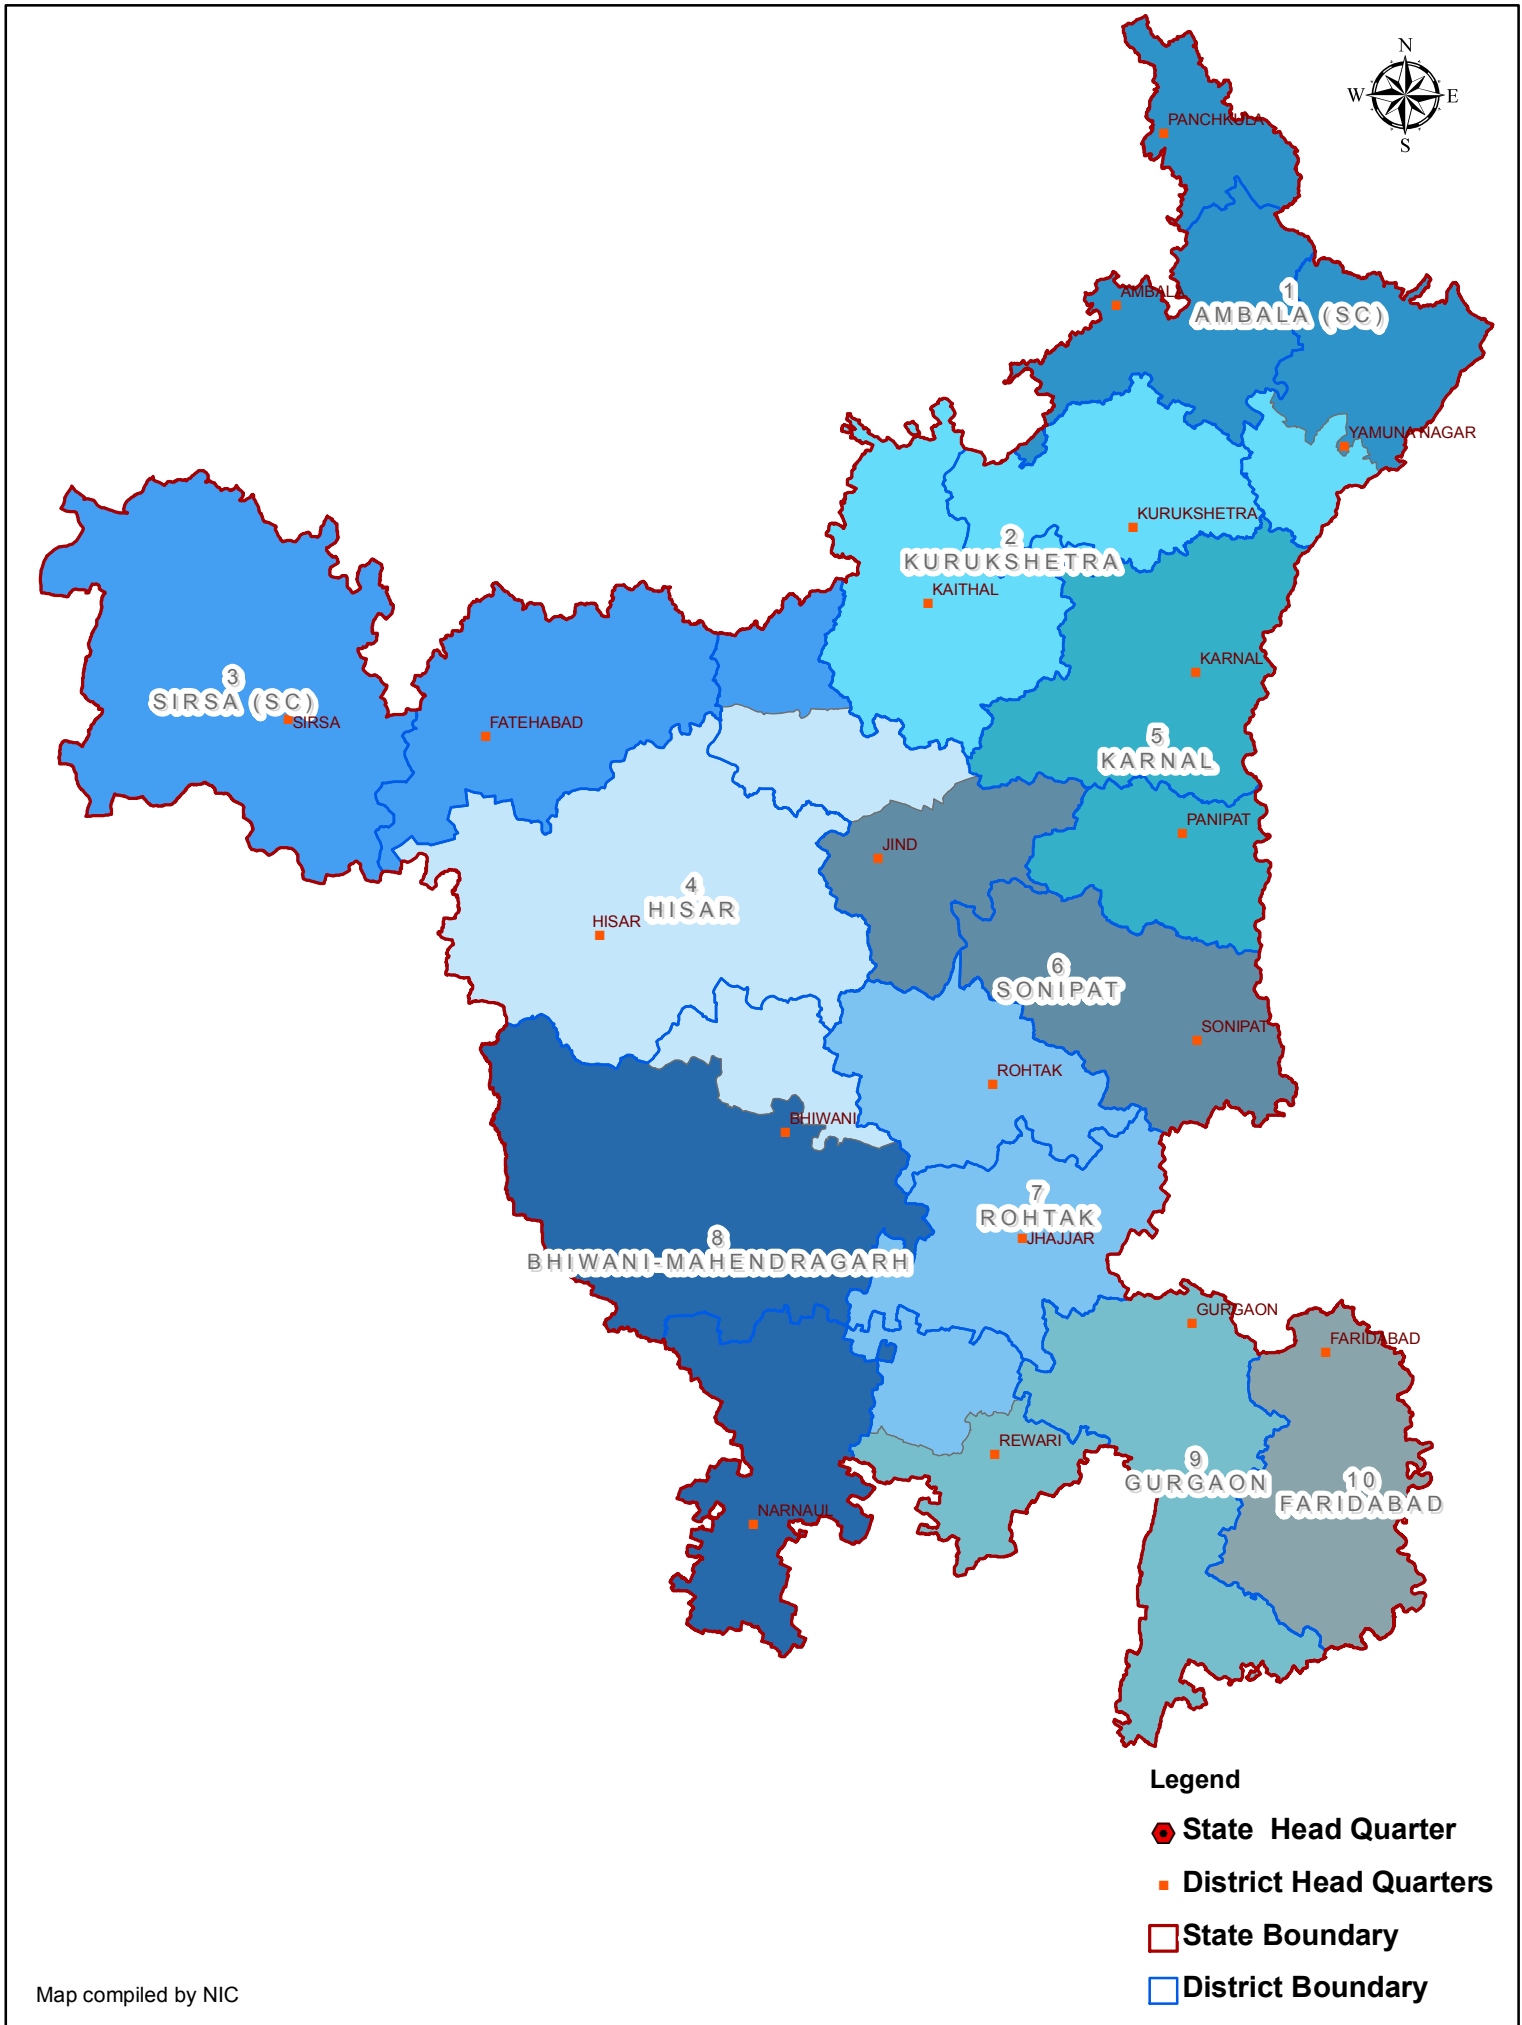 N
W E
S
PANCHKULA
AMBALA
1
AMBALA (SC)
YAMUNA NAGAR
KURUKSHETRA
2
KURUKSHETRA
KAITHAL
KARNAL
3
SIRSA (SC)
SIRSA
FATEHABAD
5
KARNAL
PANIPAT
JIND
4
HISAR
HISAR
6
SONIPAT
SONIPAT
ROHTAK
BHIWANI
7
ROHTAK
JHAJJAR
8
BHIWANI-MAHENDRAGARH
GURGAON
FARIDABAD
REWARI
9
GURGAON
10
FARIDABAD
NARNAUL
Legend
State Head Quarter
District Head Quarters
State Boundary
District Boundary
Map compiled by NIC